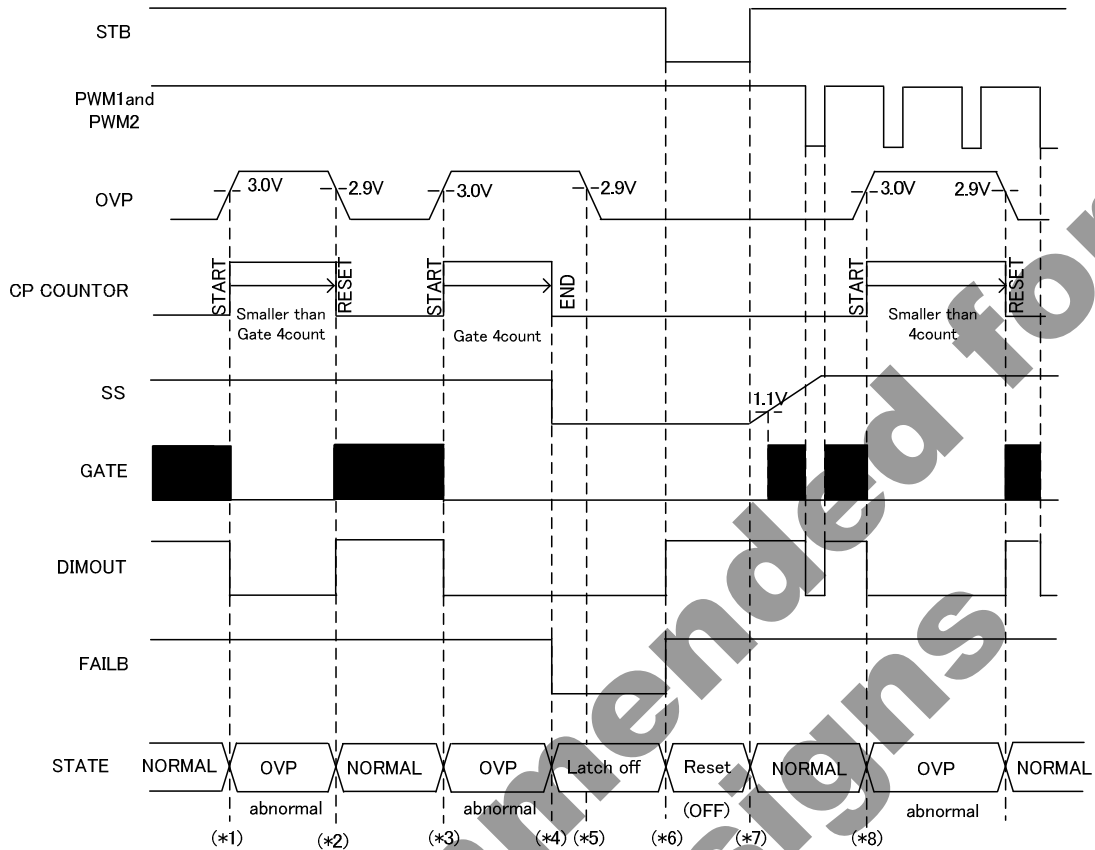 STB
PWM1and
PWM2
OVP
3.0V
2.9V
3.0V
2.9V
3.0V
2.9V
CP COUNTOR
START
RESET
START
END
START
RESET
Smaller than
Gate 4count
Gate 4count
Smaller than
4count
SS
1.1V
GATE
DIMOUT
FAILB
STATE
NORMAL
OVP
NORMAL
OVP
Latch off
Reset
NORMAL
OVP
NORMAL
abnormal
abnormal
(OFF)
abnormal
(*1)
(*2)
(*3)
(*4)
(*5)
(*6)
(*7)
(*8)
mended for
signs